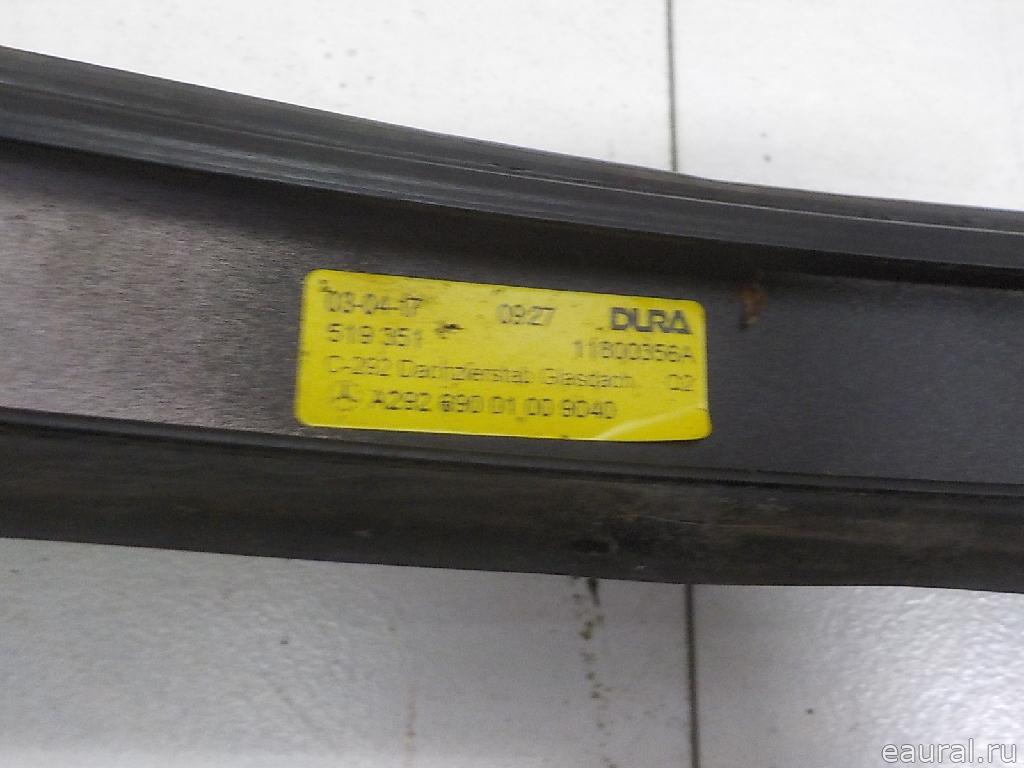 03-04-17 09:27 DURA
519 351 11800356A
C-292 Dachzierstab Glasdach. 02
A292 690 01 00 9040
eaural.ru